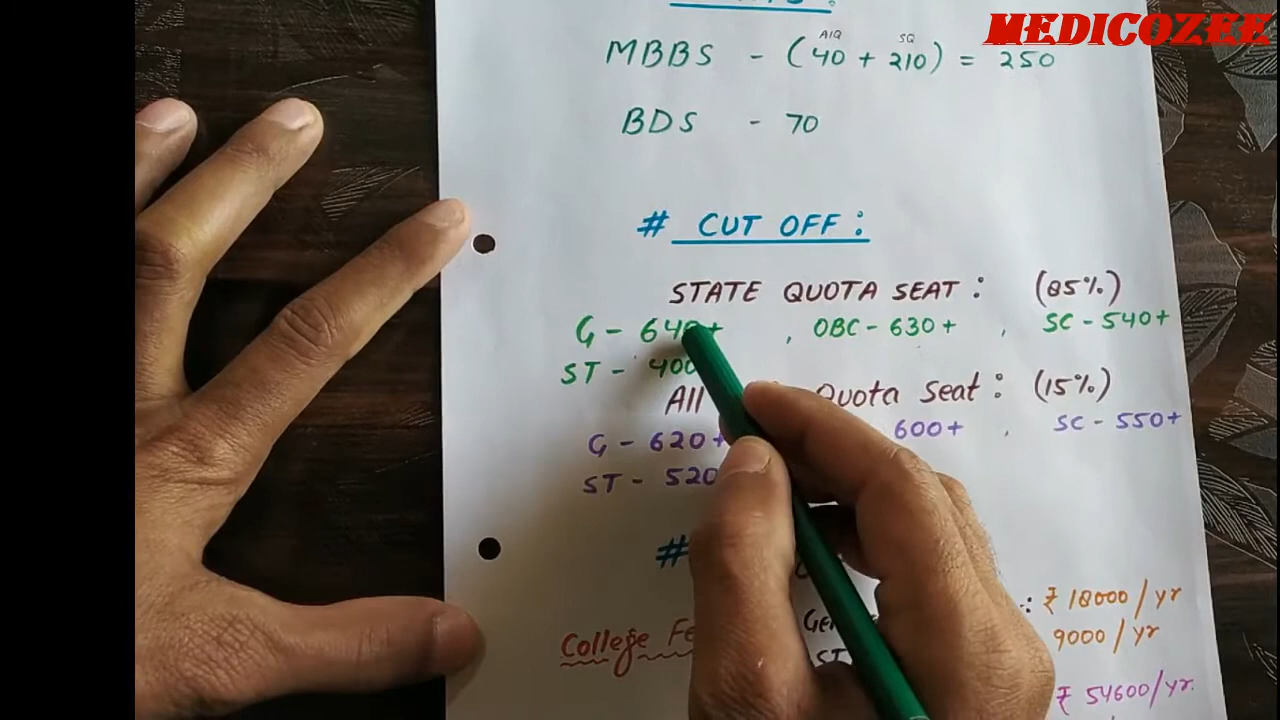 MEDICOZEE
AIQ SQ
MBBS - (40 + 210) = 250
BDS - 70
# CUT OFF :
STATE QUOTA SEAT : (85%)
G - 640+ , OBC - 630+ , SC - 540+
ST - 400
All Quota Seat : (15%)
G - 620+ 600+ , SC - 550+
ST - 520
#
: ₹ 18000/yr
College
9000/yr
ST
₹ 54600/yr.